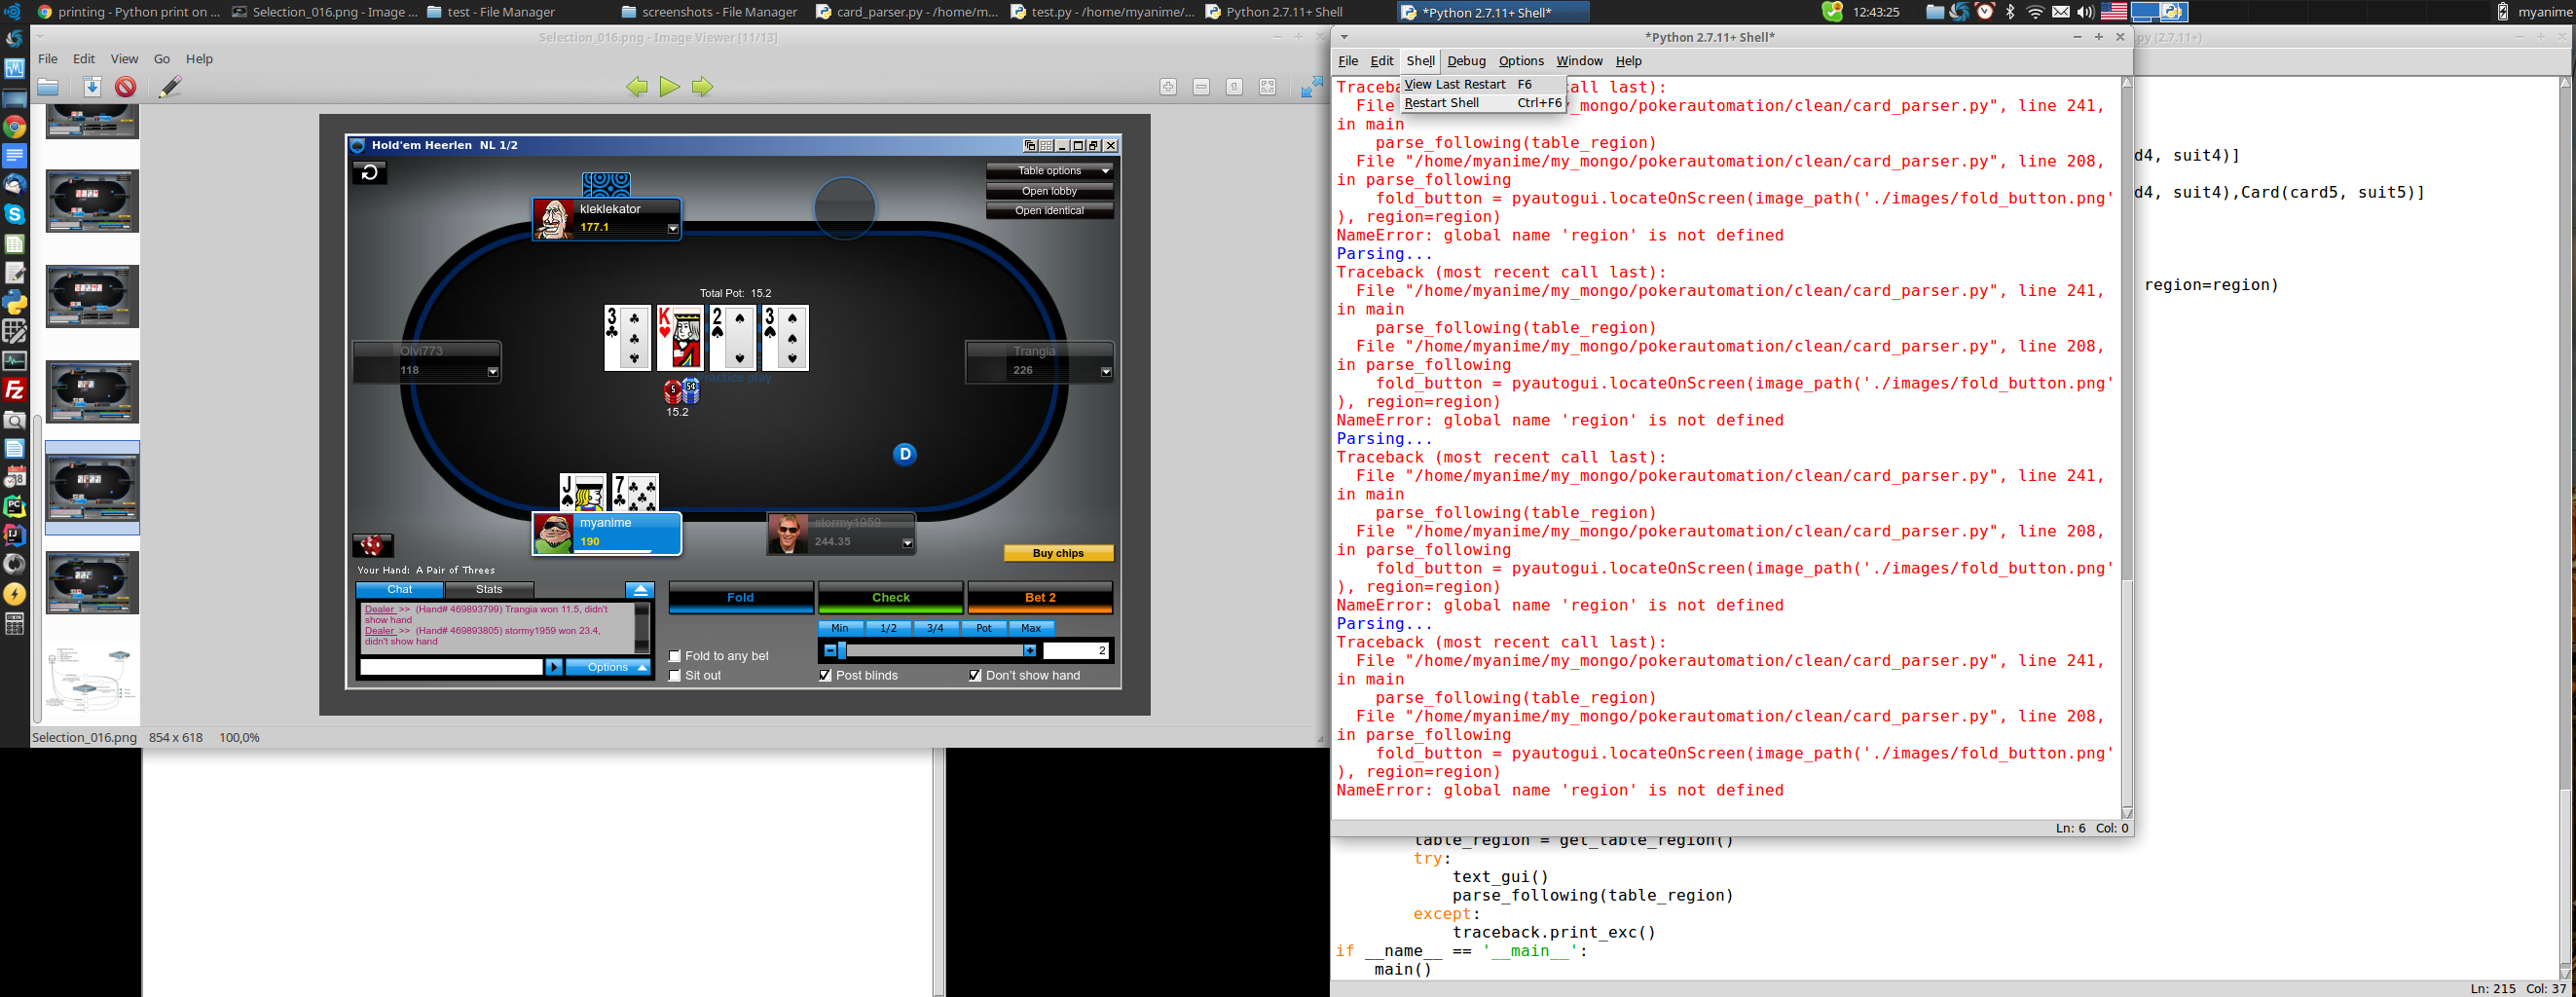 printing - Python print on ...
Selection_016.png - Image ...
test - File Manager
screenshots - File Manager
card_parser.py - /home/m...
test.py - /home/myanime/...
Python 2.7.11+ Shell
*Python 2.7.11+ Shell*
12:43:25
myanime
Selection_016.png - Image Viewer [11/13]
File Edit View Go Help
Hold'em Heerlen NL 1/2
Table options
Open lobby
Open identical
kleklekator
177.1
Total Pot: 15.2
3 K 2 3
Olvi773
118
Trangia
226
Practice play
5 5¢
15.2
D
J 7
myanime
190
stormy1959
244.35
Buy chips
Your Hand: A Pair of Threes
Chat Stats
Dealer >> (Hand# 469893799) Trangia won 11.5, didn't
show hand
Dealer >> (Hand# 469893805) stormy1959 won 23.4,
didn't show hand
Options
Fold Check Bet 2
Min 1/2 3/4 Pot Max
2
Fold to any bet
Sit out
Post blinds
Don't show hand
Selection_016.png 854 x 618 100,0%
*Python 2.7.11+ Shell*
File Edit Shell Debug Options Window Help
View Last Restart F6
Restart Shell Ctrl+F6
Traceba call last):
File _mongo/pokerautomation/clean/card_parser.py", line 241,
in main
parse_following(table_region)
File "/home/myanime/my_mongo/pokerautomation/clean/card_parser.py", line 208,
in parse_following
fold_button = pyautogui.locateOnScreen(image_path('./images/fold_button.png'
), region=region)
NameError: global name 'region' is not defined
Parsing...
Traceback (most recent call last):
File "/home/myanime/my_mongo/pokerautomation/clean/card_parser.py", line 241,
in main
parse_following(table_region)
File "/home/myanime/my_mongo/pokerautomation/clean/card_parser.py", line 208,
in parse_following
fold_button = pyautogui.locateOnScreen(image_path('./images/fold_button.png'
), region=region)
NameError: global name 'region' is not defined
Parsing...
Traceback (most recent call last):
File "/home/myanime/my_mongo/pokerautomation/clean/card_parser.py", line 241,
in main
parse_following(table_region)
File "/home/myanime/my_mongo/pokerautomation/clean/card_parser.py", line 208,
in parse_following
fold_button = pyautogui.locateOnScreen(image_path('./images/fold_button.png'
), region=region)
NameError: global name 'region' is not defined
Parsing...
Traceback (most recent call last):
File "/home/myanime/my_mongo/pokerautomation/clean/card_parser.py", line 241,
in main
parse_following(table_region)
File "/home/myanime/my_mongo/pokerautomation/clean/card_parser.py", line 208,
in parse_following
fold_button = pyautogui.locateOnScreen(image_path('./images/fold_button.png'
), region=region)
NameError: global name 'region' is not defined
Ln: 6 Col: 0
py (2.7.11+)
d4, suit4)]
d4, suit4),Card(card5, suit5)]
region=region)
table_region = get_table_region()
try:
text_gui()
parse_following(table_region)
except:
traceback.print_exc()
if __name__ == '__main__':
main()
Ln: 215 Col: 37